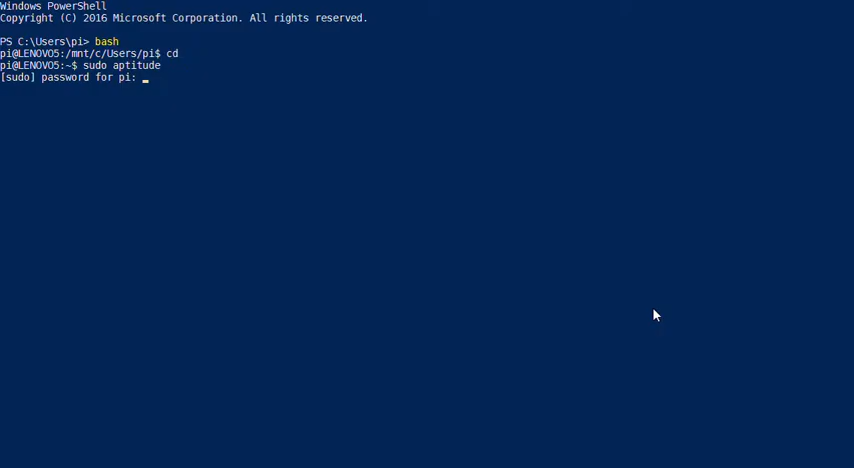 Windows PowerShell
Copyright (C) 2016 Microsoft Corporation. All rights reserved.
PS C:\Users\pi> bash
pi@LENOVO5:/mnt/c/Users/pi$ cd
pi@LENOVO5:~$ sudo aptitude
[sudo] password for pi: